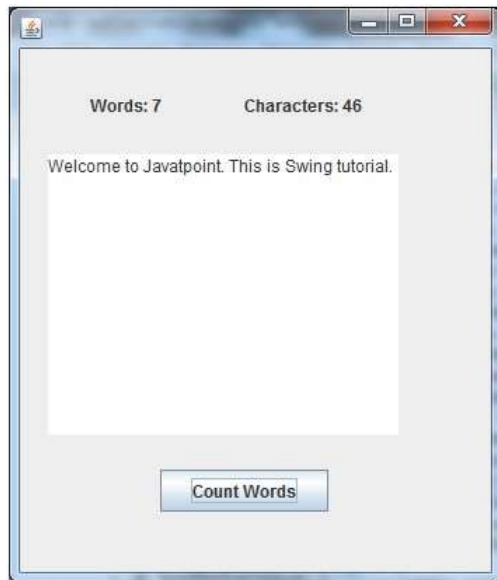 Words: 7 Characters: 46
Welcome to Javatpoint. This is Swing tutorial.
Count Words